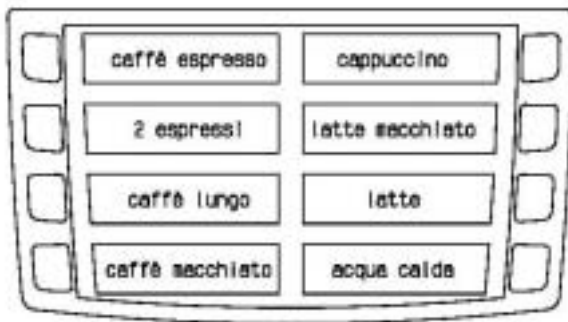 caffè espresso
cappuccino
2 espressi
latte macchiato
caffè lungo
latte
caffè macchiato
acqua calda